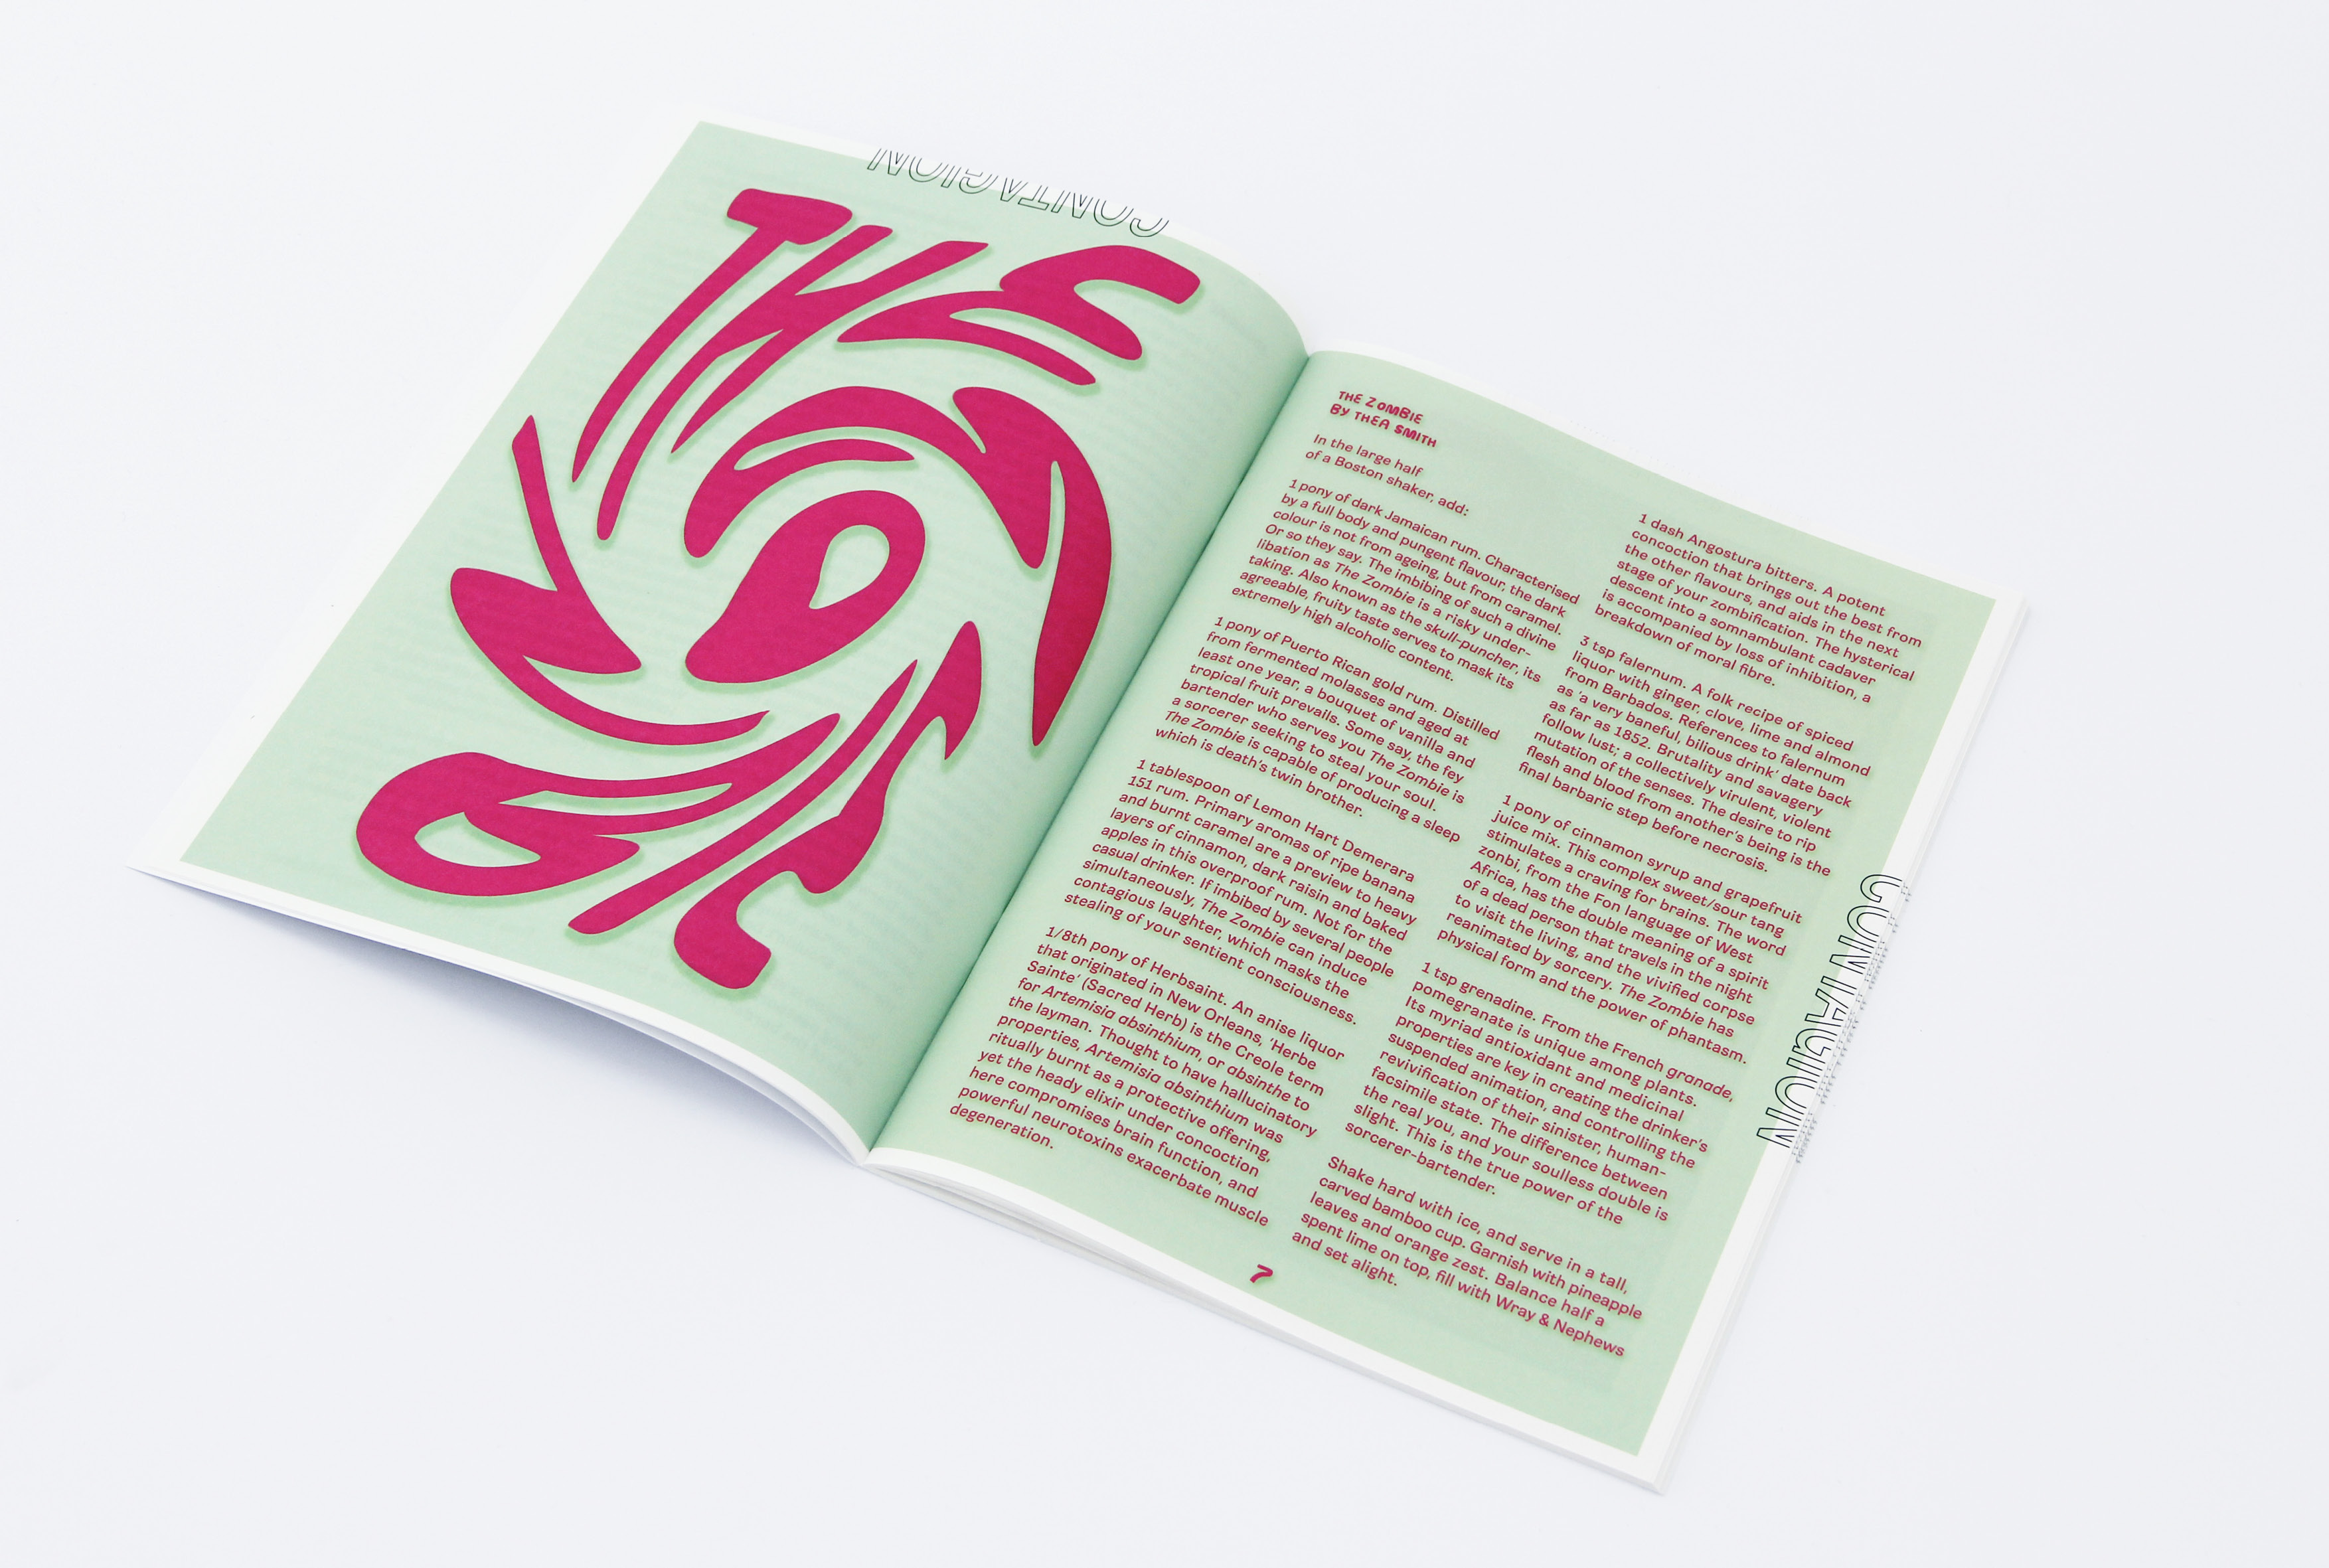 CONTAGION
THE
ZOMBIE
THE ZOMBIE
BY THEA SMITH
In the large half
of a Boston shaker, add:
1 pony of dark Jamaican rum. Characterised
by a full body and pungent flavour, the dark
colour is not from ageing, but from caramel.
Or so they say. The imbibing of such a divine
libation as The Zombie is a risky under-
taking. Also known as the skull-puncher, its
agreeable, fruity taste serves to mask its
extremely high alcoholic content.
1 pony of Puerto Rican gold rum. Distilled
from fermented molasses and aged at
least one year, a bouquet of vanilla and
tropical fruit prevails. Some say, the fey
bartender who serves you The Zombie is
a sorcerer seeking to steal your soul.
The Zombie is capable of producing a sleep
which is death's twin brother.
1 tablespoon of Lemon Hart Demerara
151 rum. Primary aromas of ripe banana
and burnt caramel are a preview to heavy
layers of cinnamon, dark raisin and baked
apples in this overproof rum. Not for the
casual drinker. If imbibed by several people
simultaneously, The Zombie can induce
contagious laughter, which masks the
stealing of your sentient consciousness.
1/8th pony of Herbsaint. An anise liquor
that originated in New Orleans, ‘Herbe
Sainte’ (Sacred Herb) is the Creole term
for Artemisia absinthium, or absinthe to
the layman. Thought to have hallucinatory
properties, Artemisia absinthium was
ritually burnt as a protective offering,
yet the heady elixir under concoction
here compromises brain function, and
powerful neurotoxins exacerbate muscle
degeneration.
1 dash Angostura bitters. A potent
concoction that brings out the best from
the other flavours, and aids in the next
stage of your zombification. The hysterical
descent into a somnambulant cadaver
is accompanied by loss of inhibition, a
breakdown of moral fibre.
3 tsp falernum. A folk recipe of spiced
liquor with ginger, clove, lime and almond
from Barbados. References to falernum
as ‘a very baneful, bilious drink’ date back
as far as 1852. Brutality and savagery
follow lust; a collectively virulent, violent
mutation of the senses. The desire to rip
flesh and blood from another's being is the
final barbaric step before necrosis.
1 pony of cinnamon syrup and grapefruit
juice mix. This complex sweet/sour tang
stimulates a craving for brains. The word
zonbi, from the Fon language of West
Africa, has the double meaning of a spirit
of a dead person that travels in the night
to visit the living, and the vivified corpse
reanimated by sorcery. The Zombie has
physical form and the power of phantasm.
1 tsp grenadine. From the French granade,
pomegranate is unique among plants.
Its myriad antioxidant and medicinal
properties are key in creating the drinker's
suspended animation, and controlling the
revivification of their sinister, human-
facsimile state. The difference between
the real you, and your soulless double is
slight. This is the true power of the
sorcerer-bartender.
Shake hard with ice, and serve in a tall,
carved bamboo cup. Garnish with pineapple
leaves and orange zest. Balance half a
spent lime on top, fill with Wray & Nephews
and set alight.
7
CONTAGION